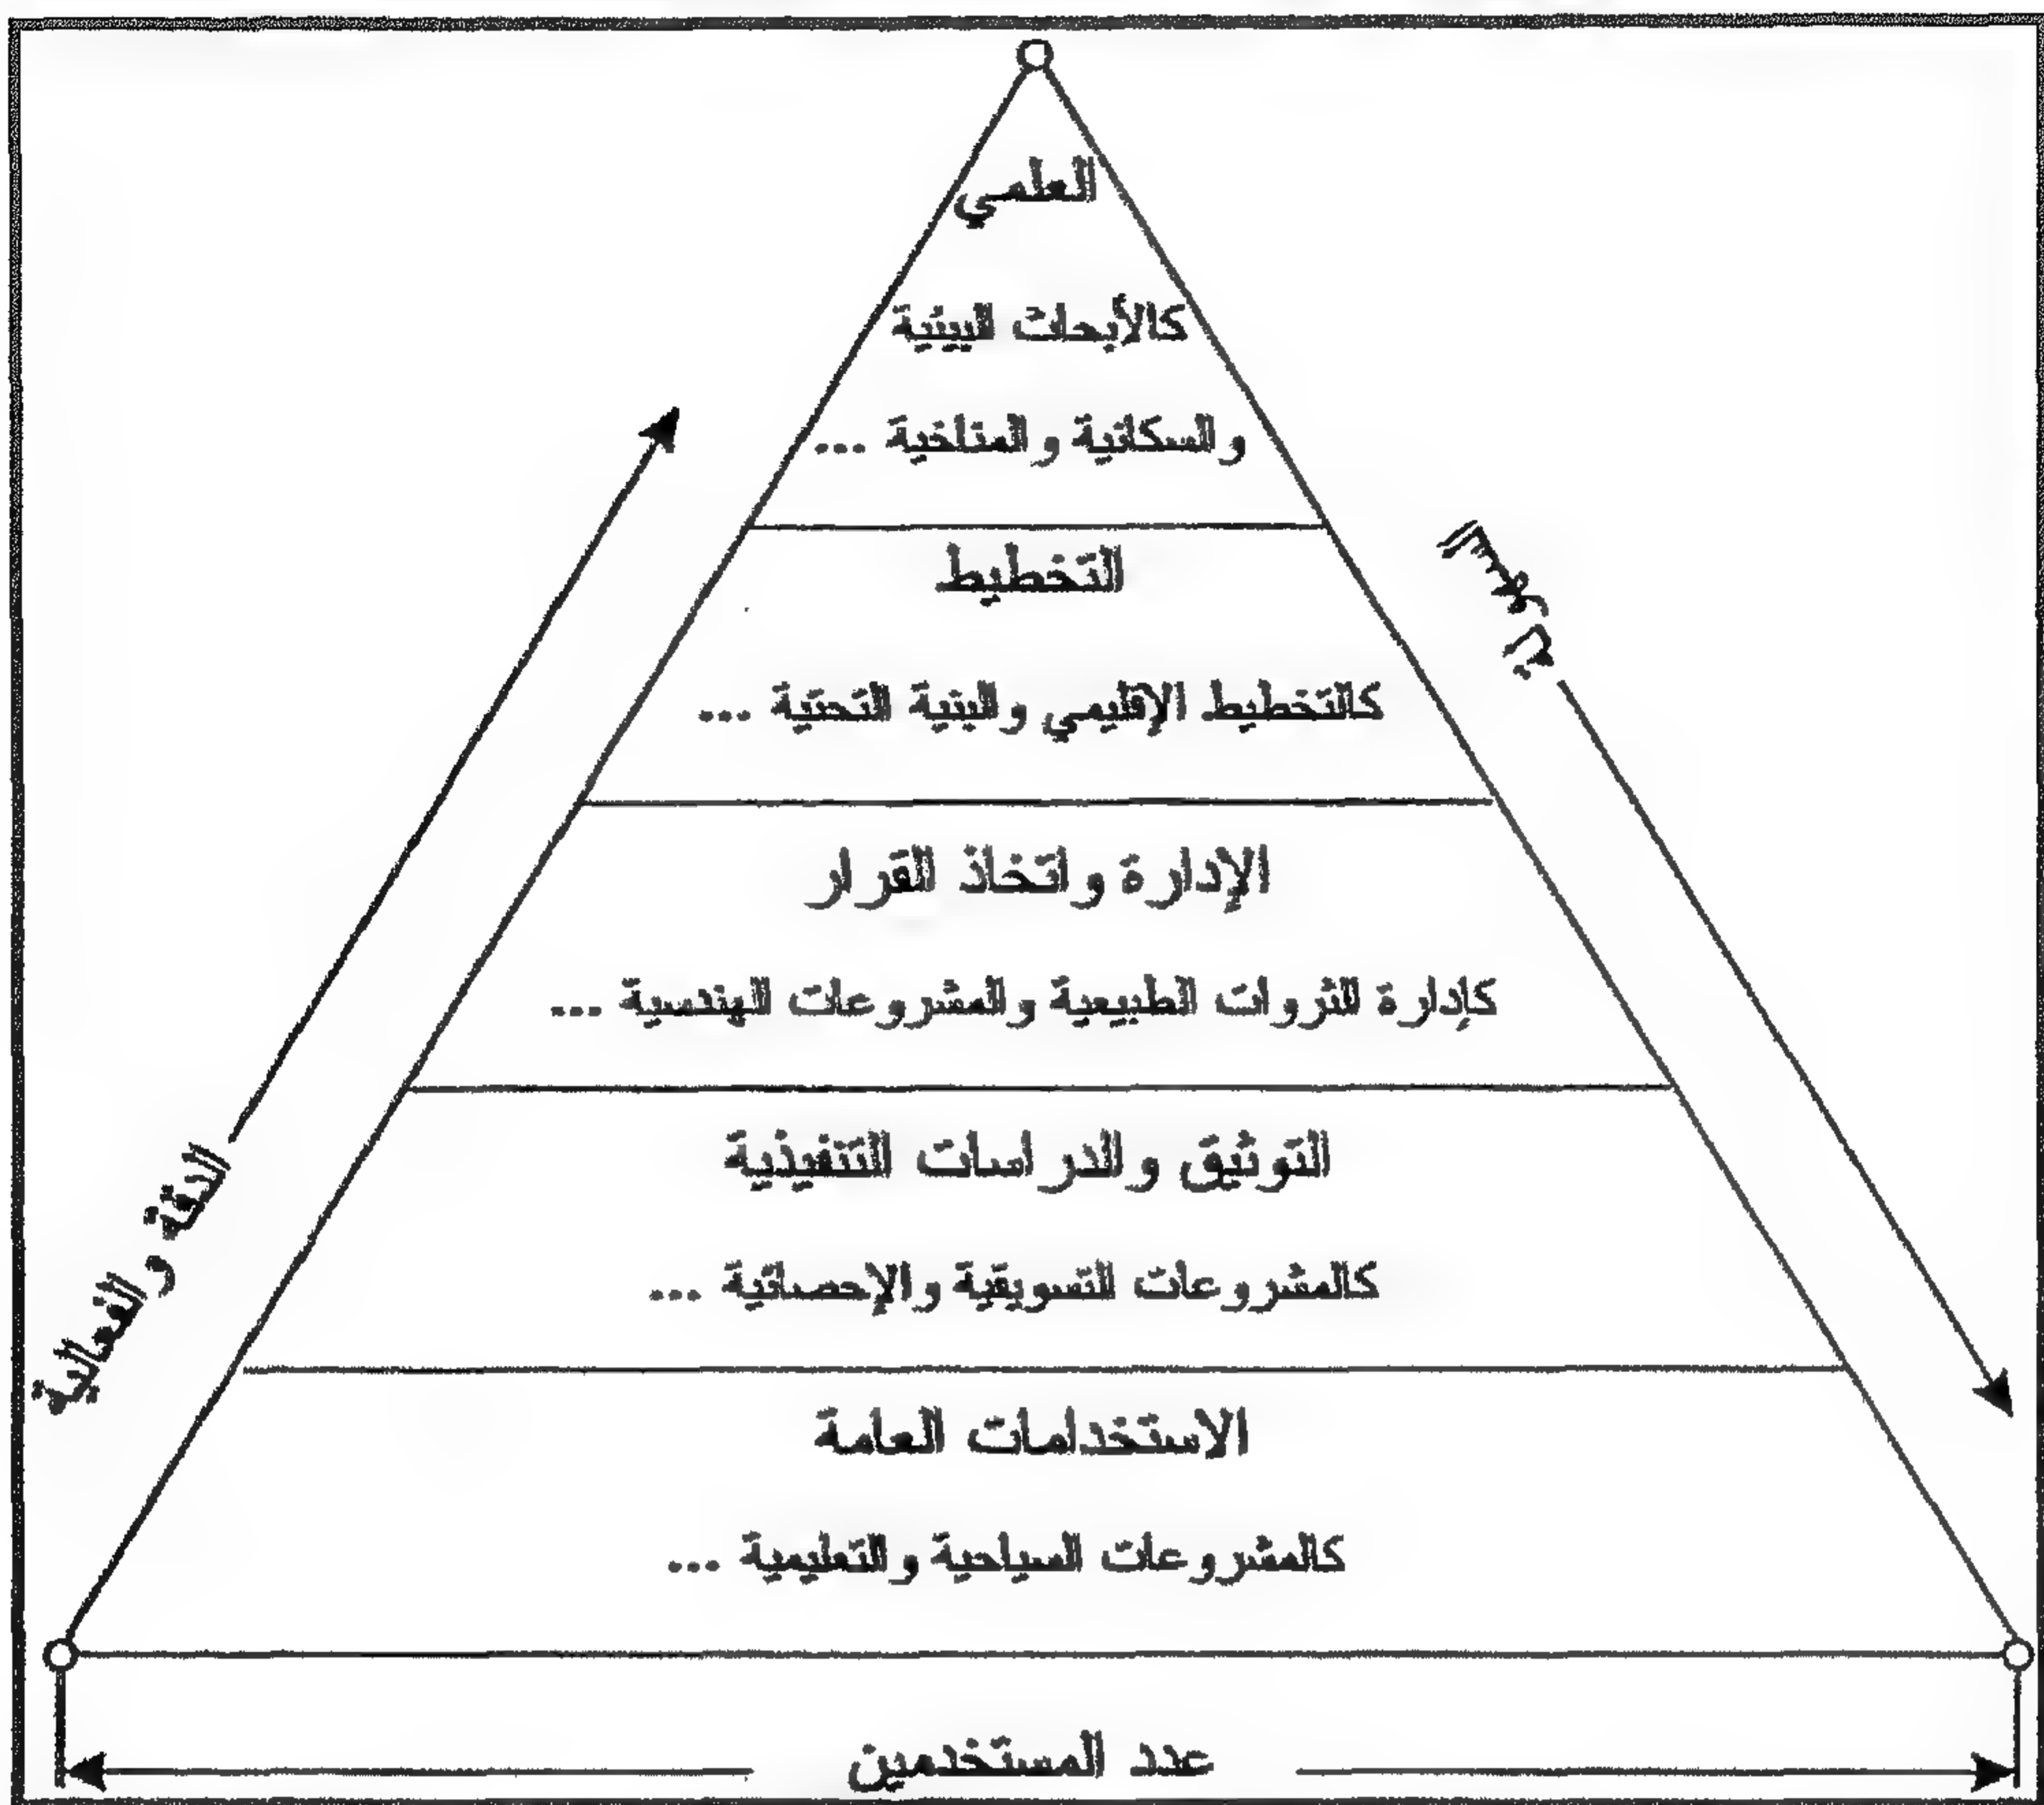 العلمي
كالأبحاث البيئية
والسكانية والمناخية ...
التخطيط
كالتخطيط الإقليمي والبنية التحتية ...
الإدارة واتخاذ القرار
كإدارة الثروات الطبيعية والمشروعات الهندسية ...
التوثيق والدراسات التنفيذية
كالمشروعات التسويقية والإحصائية ...
الاستخدامات العامة
كالمشروعات السياحية والتعليمية ...
عدد المستخدمين
الدقة والفعالية
السهولة